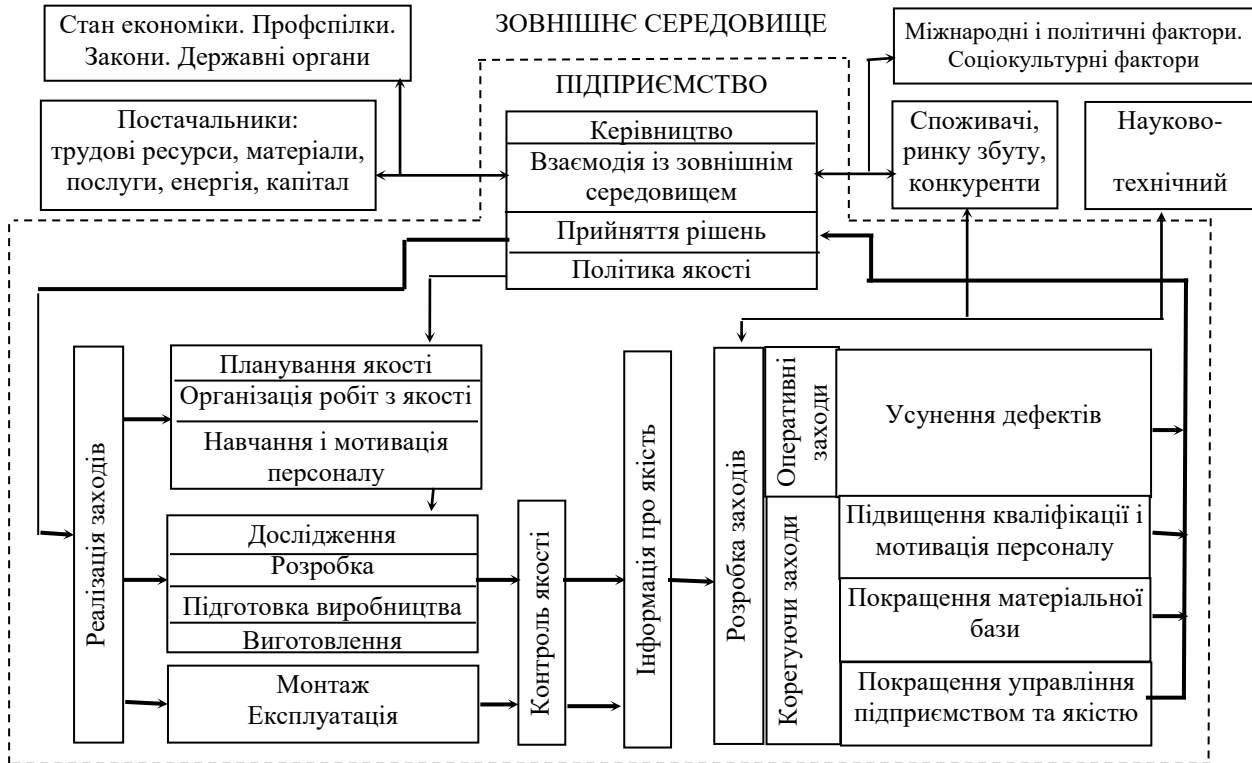 Стан економіки. Профспілки.
Закони. Державні органи
ЗОВНІШНЄ СЕРЕДОВИЩЕ
Міжнародні і політичні фактори.
Соціокультурні фактори
Постачальники:
трудові ресурси, матеріали,
послуги, енергія, капітал
ПІДПРИЄМСТВО
Керівництво
Взаємодія із зовнішнім
середовищем
Прийняття рішень
Політика якості
Споживачі,
ринку збуту,
конкуренти
Науково-
технічний
Реалізація заходів
Планування якості
Організація робіт з якості
Навчання і мотивація
персоналу
Дослідження
Розробка
Підготовка виробництва
Виготовлення
Монтаж
Експлуатація
Контроль якості
Інформація про якість
Розробка заходів
Оперативні
заходи
Корегуючи заходи
Усунення дефектів
Підвищення кваліфікації і
мотивація персоналу
Покращення матеріальної
бази
Покращення управління
підприємством та якістю